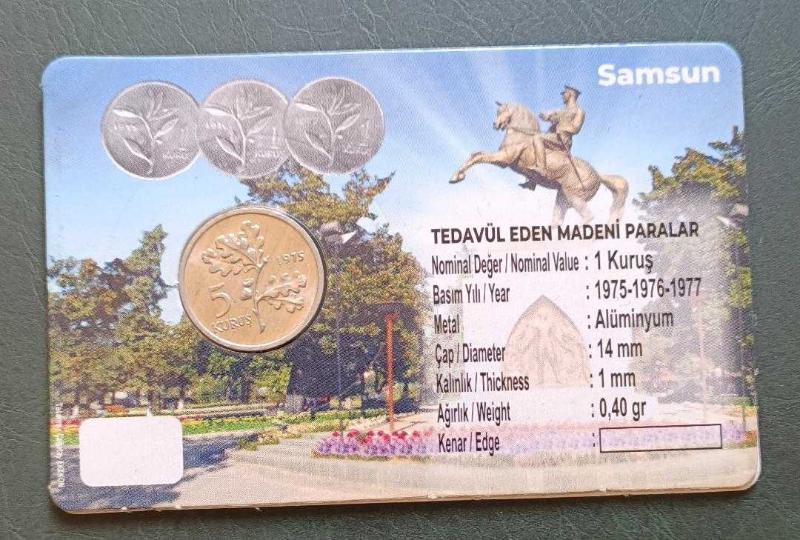 Samsun
1975
5
KURUŞ
TEDAVÜL EDEN MADENİ PARALAR
Nominal Değer / Nominal Value : 1 Kuruş
Basım Yılı / Year : 1975-1976-1977
Metal : Alüminyum
Çap / Diameter : 14 mm
Kalınlık / Thickness : 1 mm
Ağırlık / Weight : 0,40 gr
Kenar / Edge :